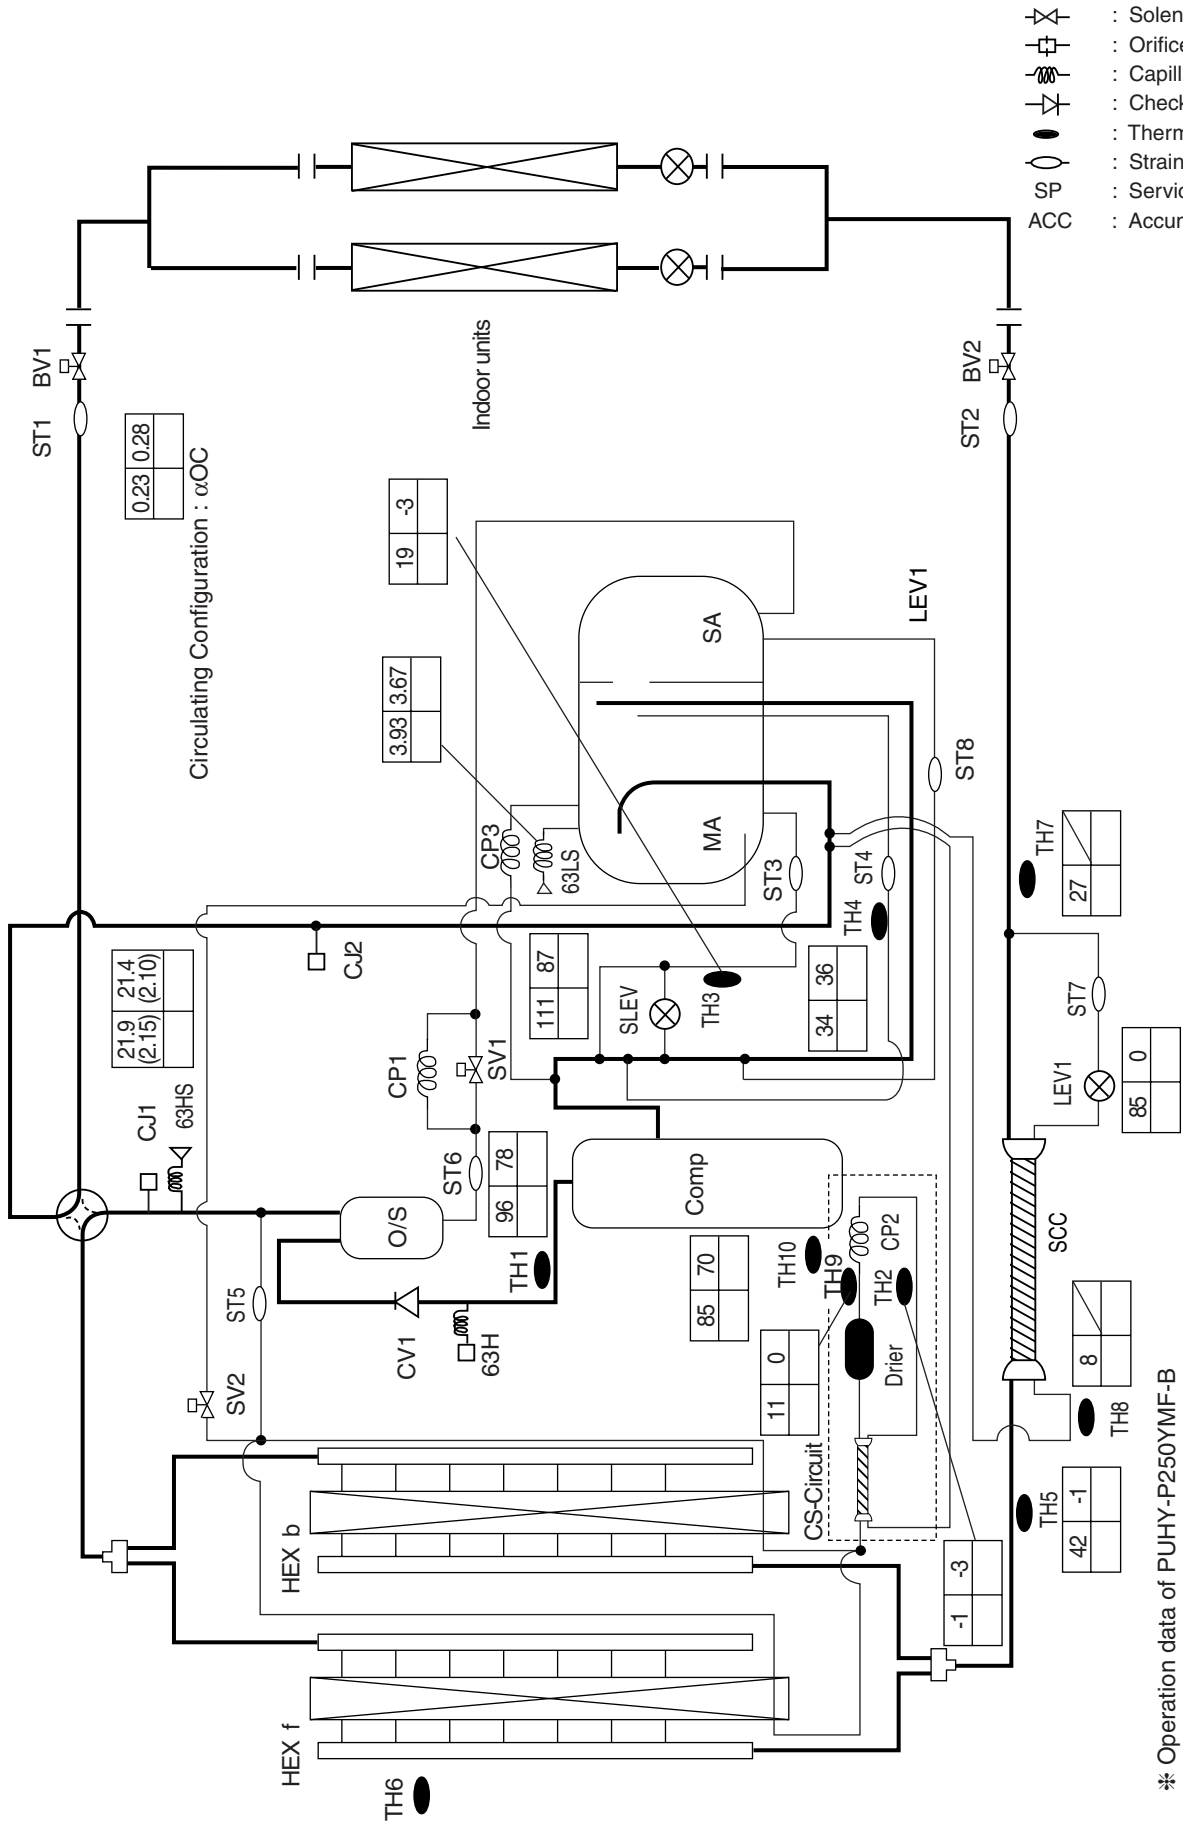 : Solen
: Orifice
: Capill
: Check
: Therm
: Strain
SP : Servic
ACC : Accum
ST1
BV1
0.23 0.28
Circulating Configuration : αOC
Indoor units
ST2
BV2
19 -3
3.93 3.67
SA
MA
LEV1
ST8
CP3
63LS
ST3
ST4
TH4
TH7
27
21.9 21.4
(2.15) (2.10)
CJ1
63HS
CJ2
CP1
SV1
ST6
111 87
SLEV
TH3
34 36
ST7
LEV1
85 0
O/S
96 78
TH1
Comp
ST5
CV1
63H
85 70
TH10
TH9
CP2
TH2
Drier
11 0
CS-Circuit
SCC
8
TH8
SV2
HEX b
HEX f
TH6
-1 -3
TH5
42 -1
※ Operation data of PUHY-P250YMF-B